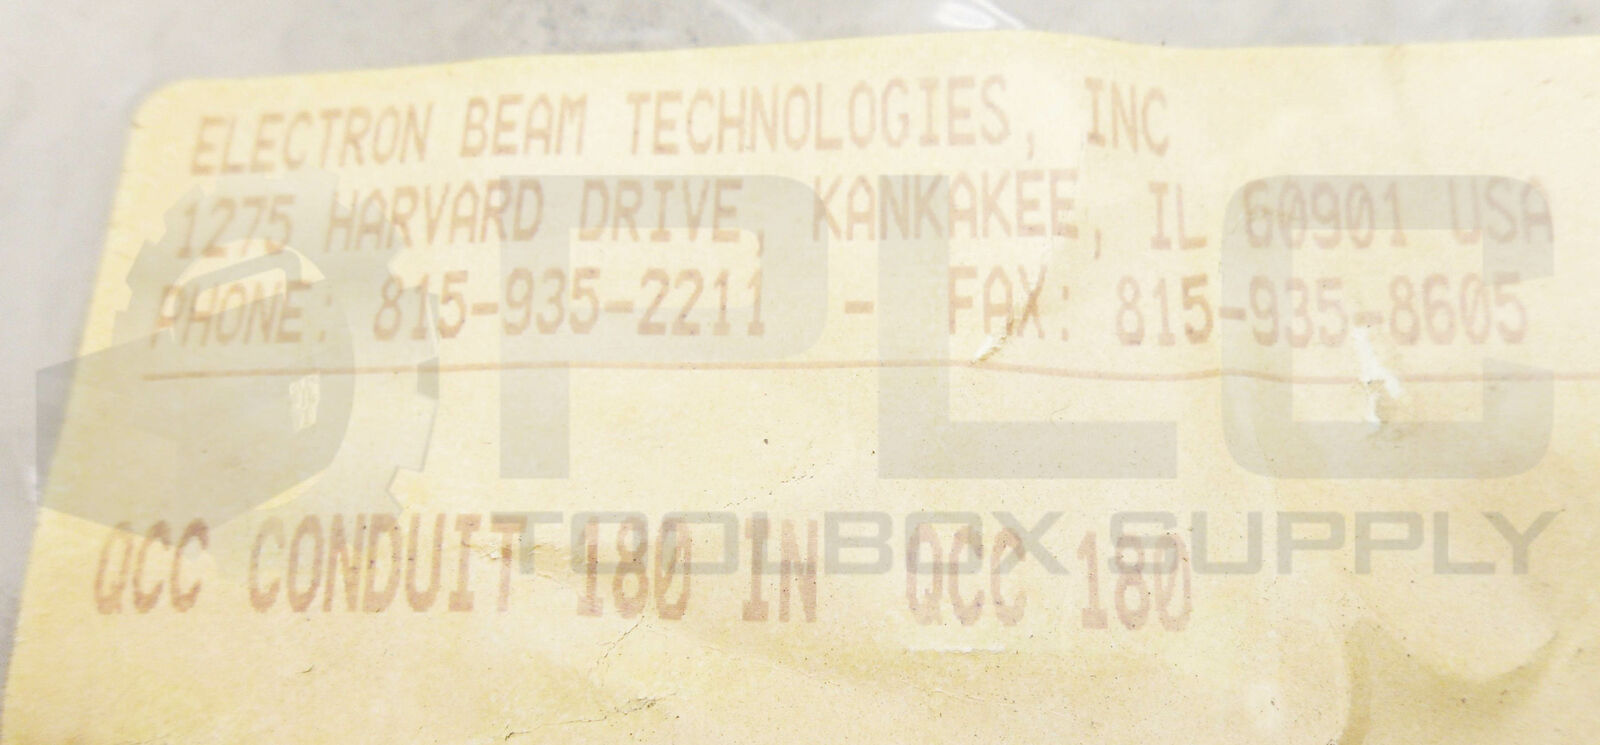 ELECTRON BEAM TECHNOLOGIES, INC
1275 HARVARD DRIVE, KANKAKEE, IL 60901 USA
PHONE: 815-935-2211 - FAX: 815-935-8605
QCC CONDUIT 180 IN QCC 180
PLC
TOOLBOX SUPPLY